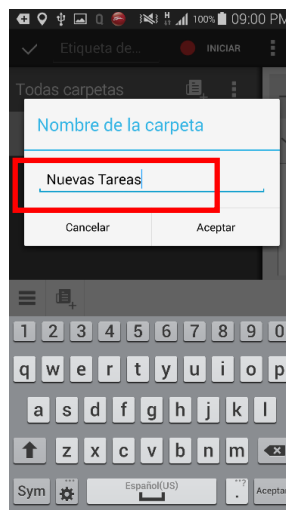 100% 09:00 PM
Etiqueta de... INICIAR
Todas carpetas
Nombre de la carpeta
Nuevas Tareas
Cancelar Aceptar
1 2 3 4 5 6 7 8 9 0
q w e r t y u i o p
a s d f g h j k l
z x c v b n m
Sym Español(US) . ...? Aceptar